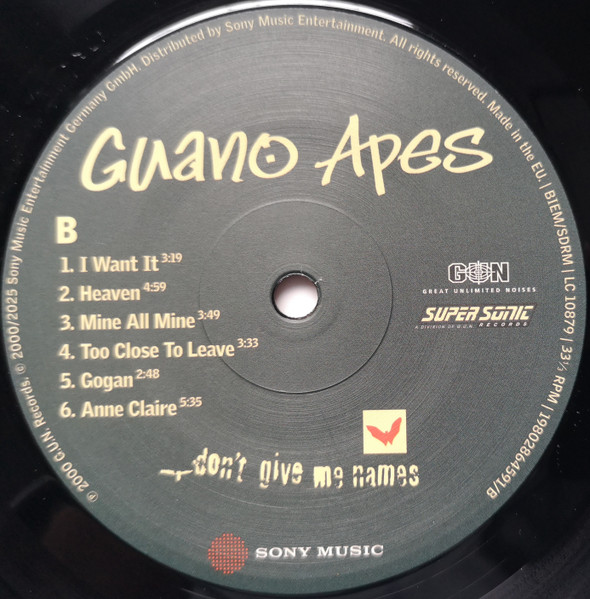 ℗ 2000 G.U.N. Records. © 2000/2025 Sony Music Entertainment Germany GmbH. Distributed by Sony Music Entertainment. All rights reserved. Made in the EU. | BIEM/SDRM | LC 10879 | 33⅓ RPM | 19802864591/B
Guano Apes
B
1. I Want It 3:19
2. Heaven 4:59
3. Mine All Mine 3:49
4. Too Close To Leave 3:33
5. Gogan 2:48
6. Anne Claire 5:35
GUN
GREAT UNLIMITED NOISES
SUPER SONIC
A DIVISION OF G.U.N. RECORDS
don't give me names
SONY MUSIC